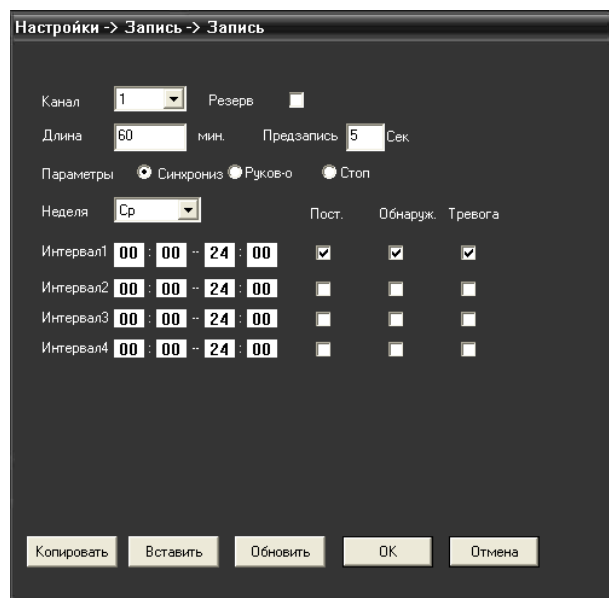 Настройки -> Запись -> Запись
Канал 1 Резерв
Длина 60 мин. Предзапись 5 Сек
Параметры Синхрониз Руков-о Стоп
Неделя Ср Пост. Обнаруж. Тревога
Интервал1 00 : 00 -- 24 : 00
Интервал2 00 : 00 -- 24 : 00
Интервал3 00 : 00 -- 24 : 00
Интервал4 00 : 00 -- 24 : 00
Копировать Вставить Обновить OK Отмена